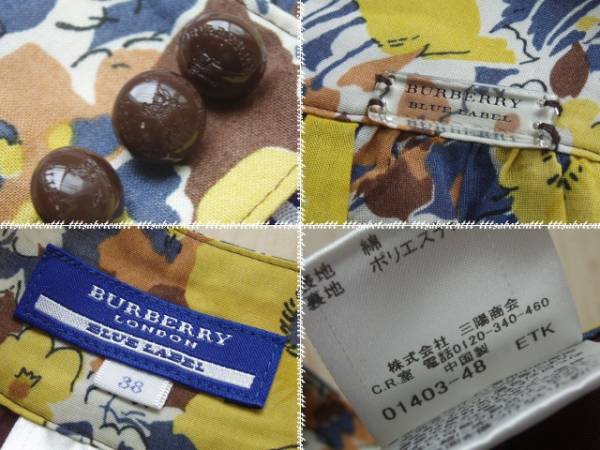 BURBERRY
BLUE LABEL
BURBERRY
LONDON
BLUE LABEL
38
表地 綿
裏地 ポリエステ
株式会社 三陽商会
C.R.室 電話0120-340-460
中国製 ETK
01403-48